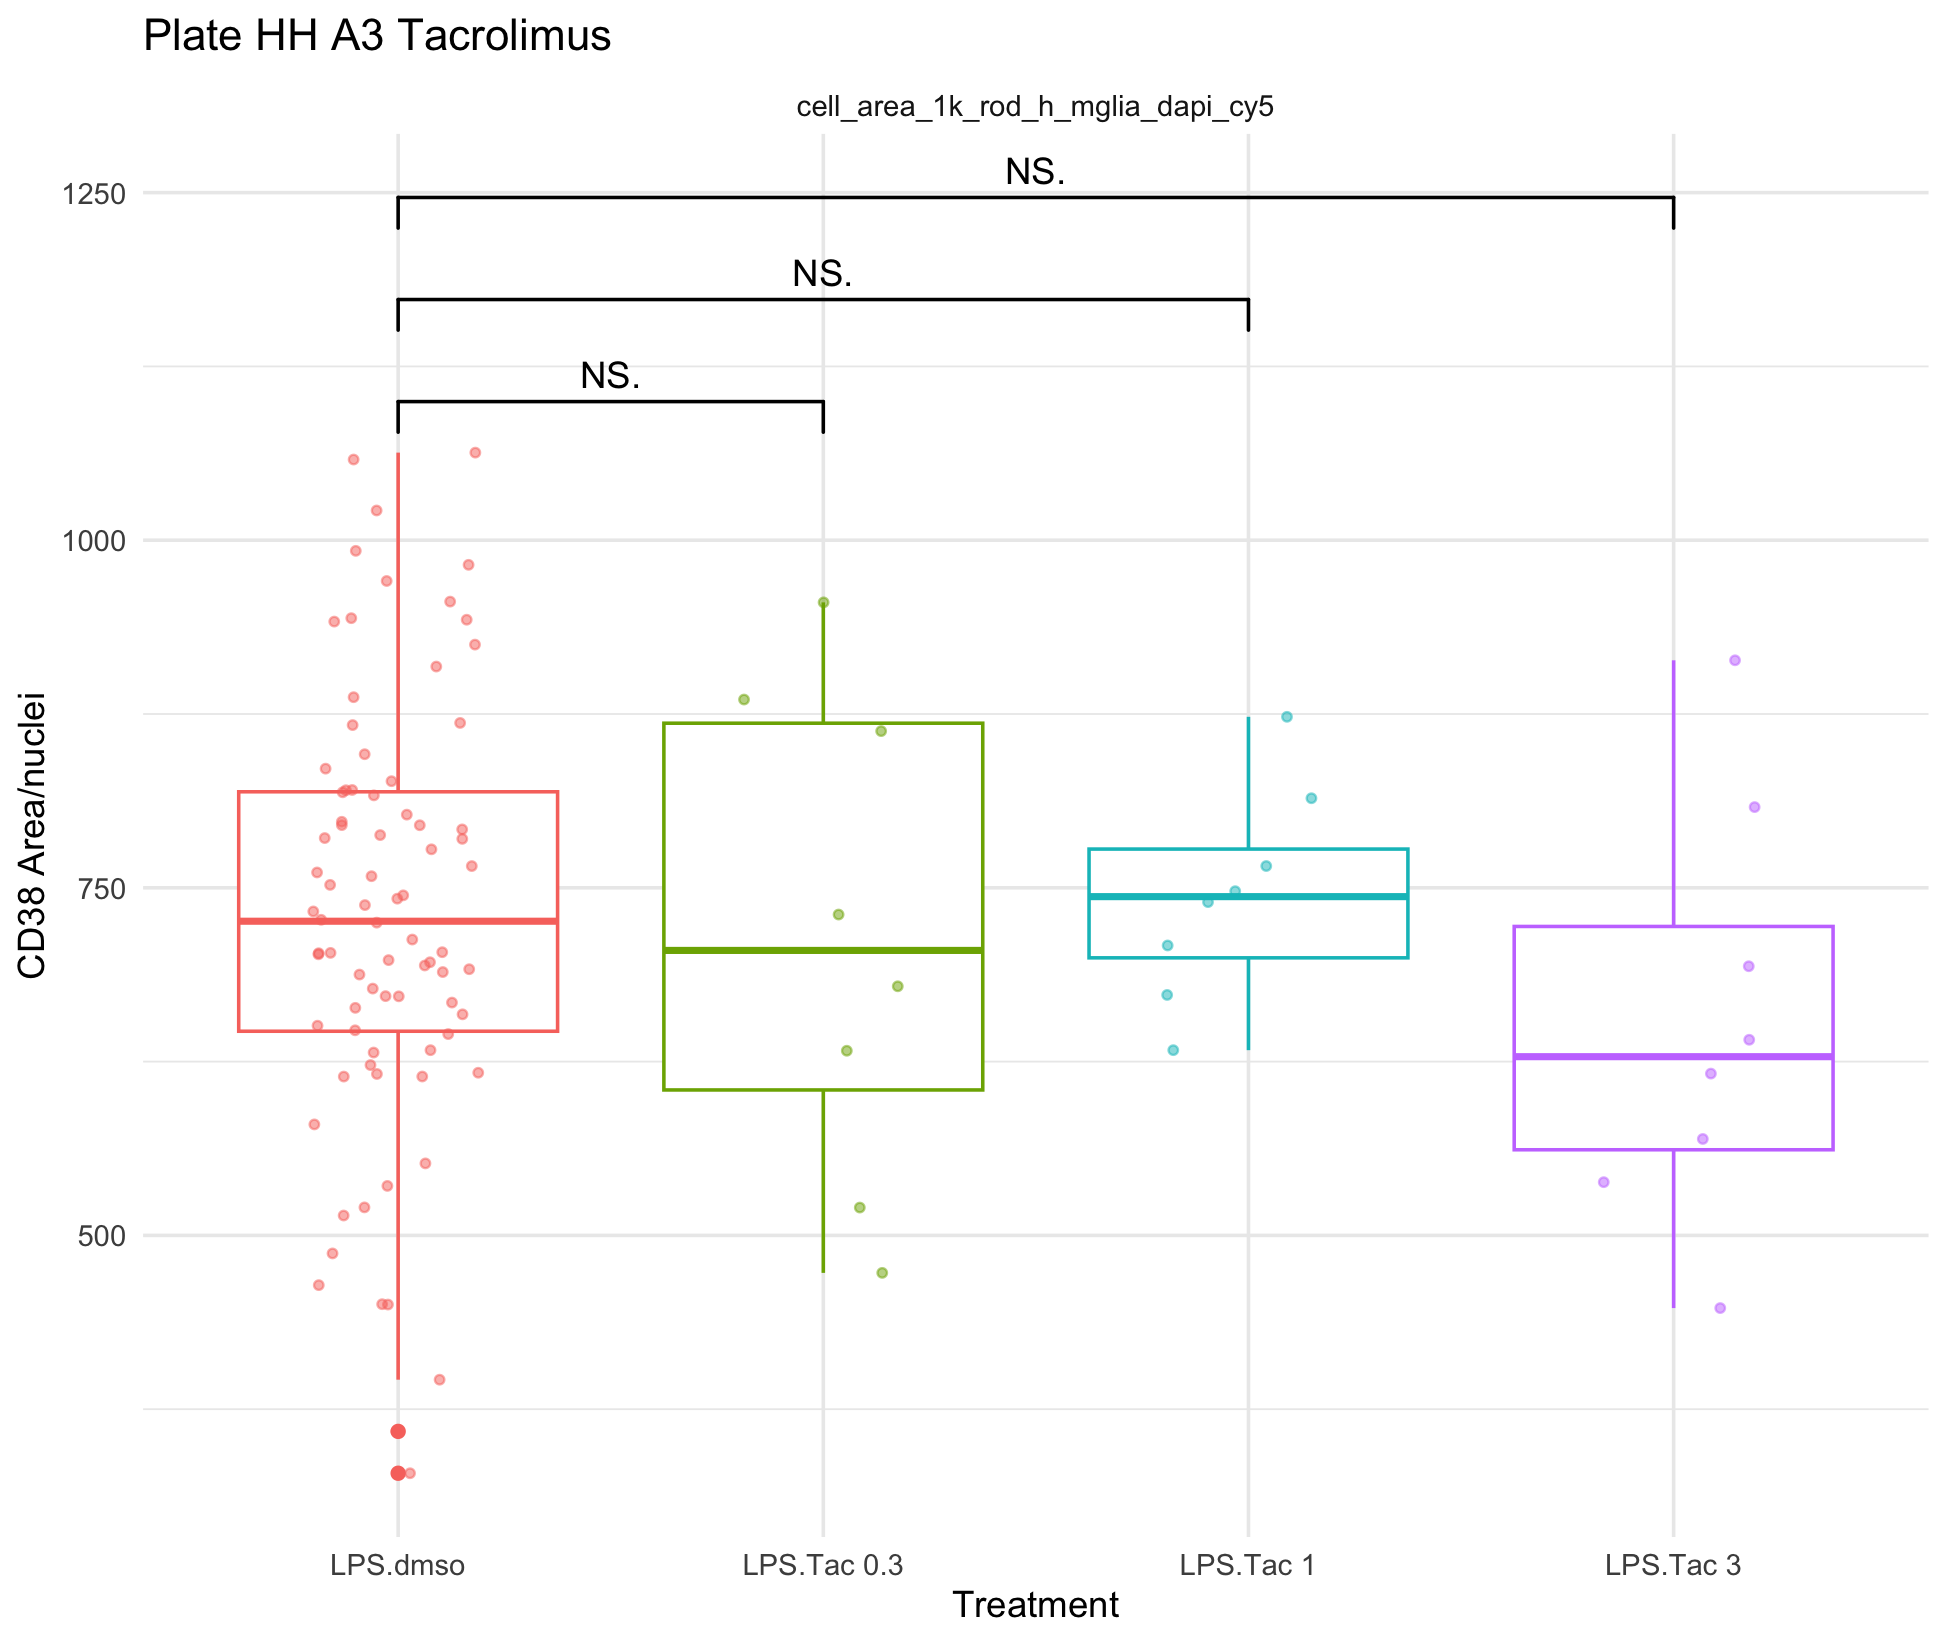 Plate HH A3 Tacrolimus
cell_area_1k_rod_h_mglia_dapi_cy5
NS.
NS.
NS.
1250
1000
750
500
CD38 Area/nuclei
LPS.dmso
LPS.Tac 0.3
LPS.Tac 1
LPS.Tac 3
Treatment